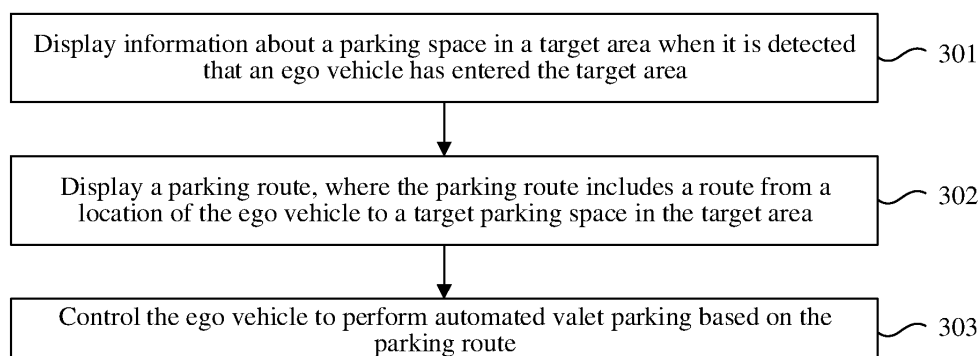 Display information about a parking space in a target area when it is detected
that an ego vehicle has entered the target area
301
Display a parking route, where the parking route includes a route from a
location of the ego vehicle to a target parking space in the target area
302
Control the ego vehicle to perform automated valet parking based on the
parking route
303